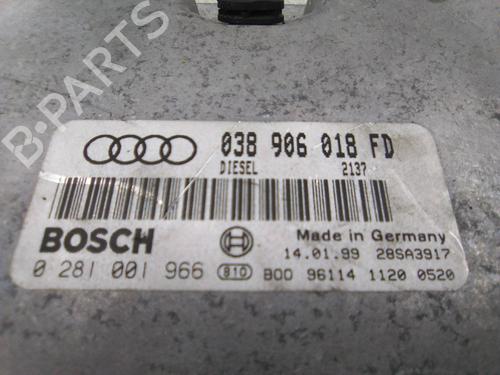 B-PARTS
038 906 018 FD
DIESEL 2137
BOSCH
Made in Germany
14.01.99 28SA3917
0 281 001 966 810 B00 96114 1120 0520